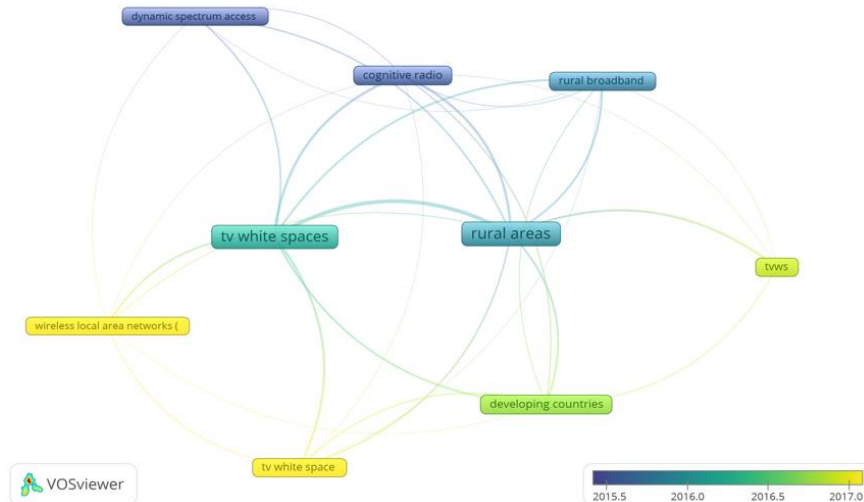 dynamic spectrum access
cognitive radio
rural broadband
tv white spaces
rural areas
tvws
wireless local area networks (
developing countries
tv white space
VOSviewer
2015.5 2016.0 2016.5 2017.0